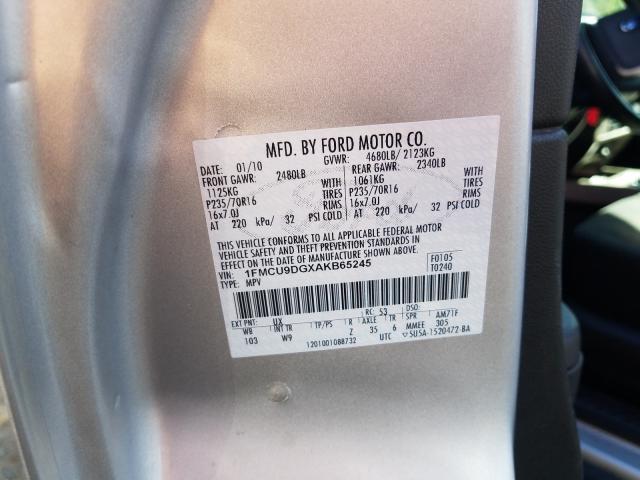 MFD. BY FORD MOTOR CO.
DATE: 01/10 GVWR: 4680LB/ 2123KG
FRONT GAWR: 2480LB REAR GAWR: 2340LB
1125KG WITH 1061KG WITH
P235/70R16 TIRES P235/70R16 TIRES
16x7.0J RIMS 16x7.0J RIMS
AT 220 kPa/ 32 PSI COLD AT 220 kPa/ 32 PSI COLD
THIS VEHICLE CONFORMS TO ALL APPLICABLE FEDERAL MOTOR
VEHICLE SAFETY AND THEFT PREVENTION STANDARDS IN
EFFECT ON THE DATE OF MANUFACTURE SHOWN ABOVE.
VIN: 1FMCU9DGXAKB65245 F0105
TYPE: MPV T0240
EXT PNT: UX RC: 53 DSO:
WB INT TR TP/PS R AXLE TR SPR AM71F
103 W9 Z 35 6 MMEE 305
1201001088732 UTC 5U5A-1520472-BA